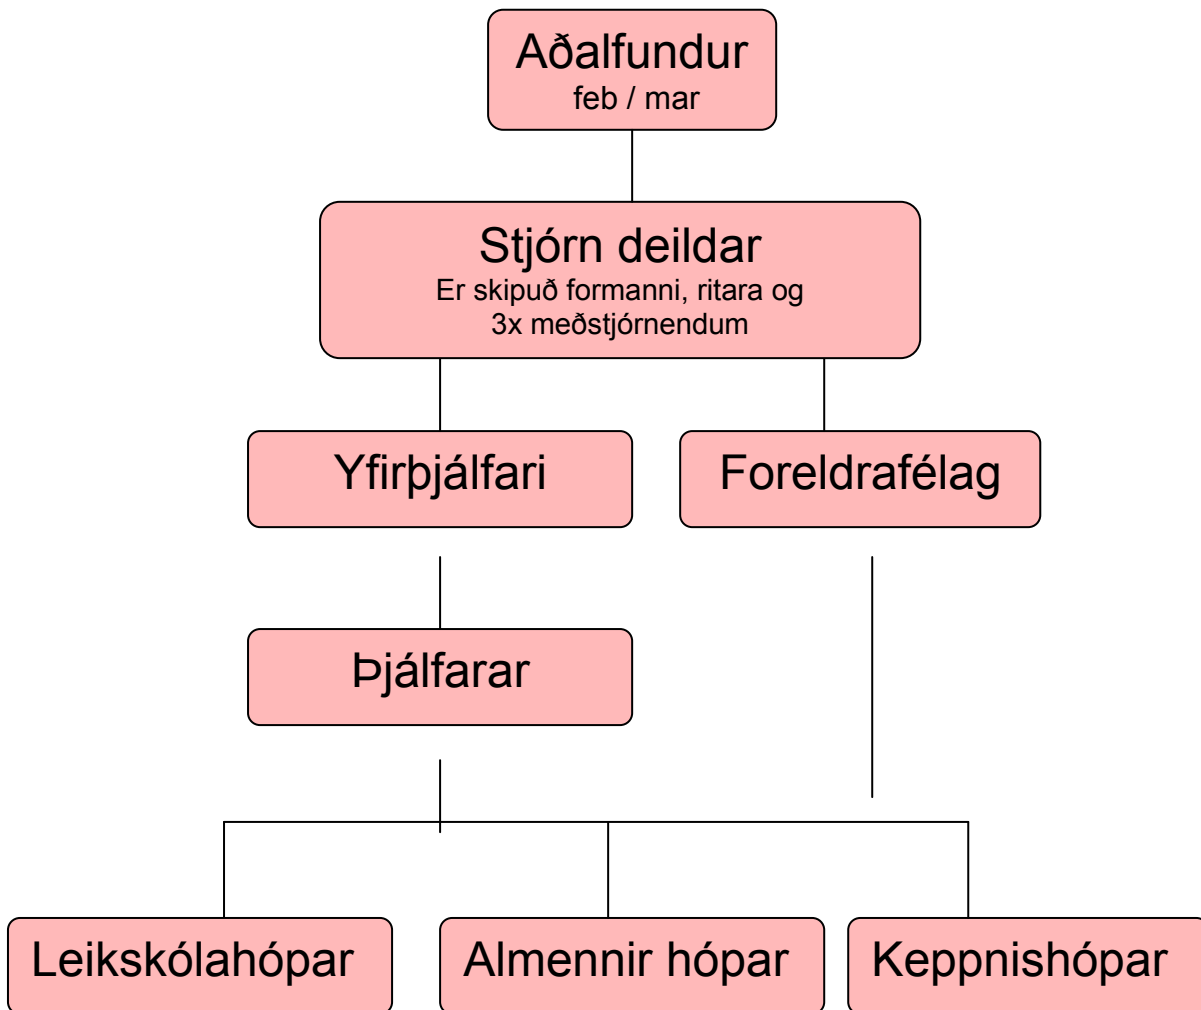 Aðalfundur
feb / mar
Stjórn deildar
Er skipuð formanni, ritara og
3x meðstjórnendum
Yfirþjálfari
Foreldrafélag
Þjálfarar
Leikskólahópar
Almennir hópar
Keppnishópar